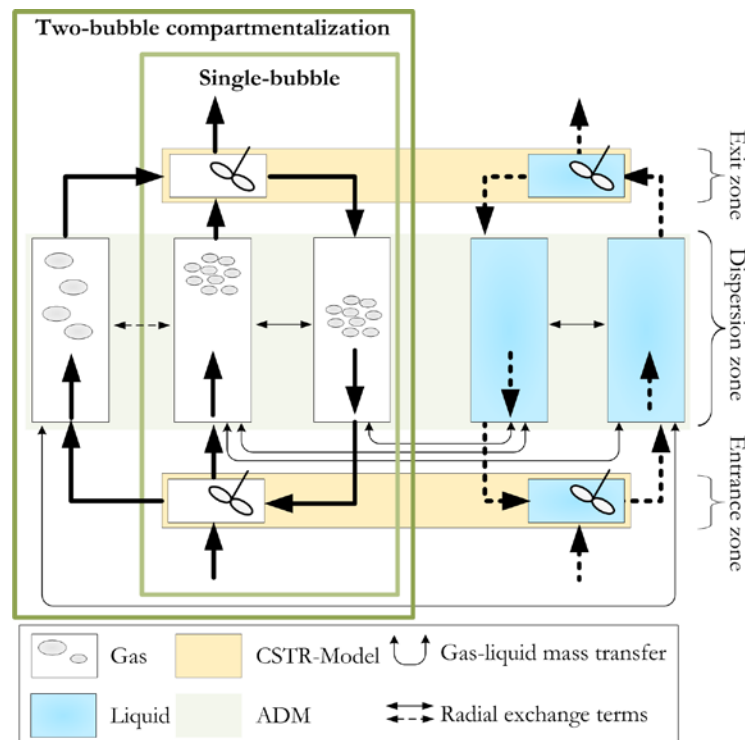 Two-bubble compartmentalization
Single-bubble
Exit zone
Dispersion zone
Entrance zone
Gas
CSTR-Model
Gas-liquid mass transfer
Liquid
ADM
Radial exchange terms